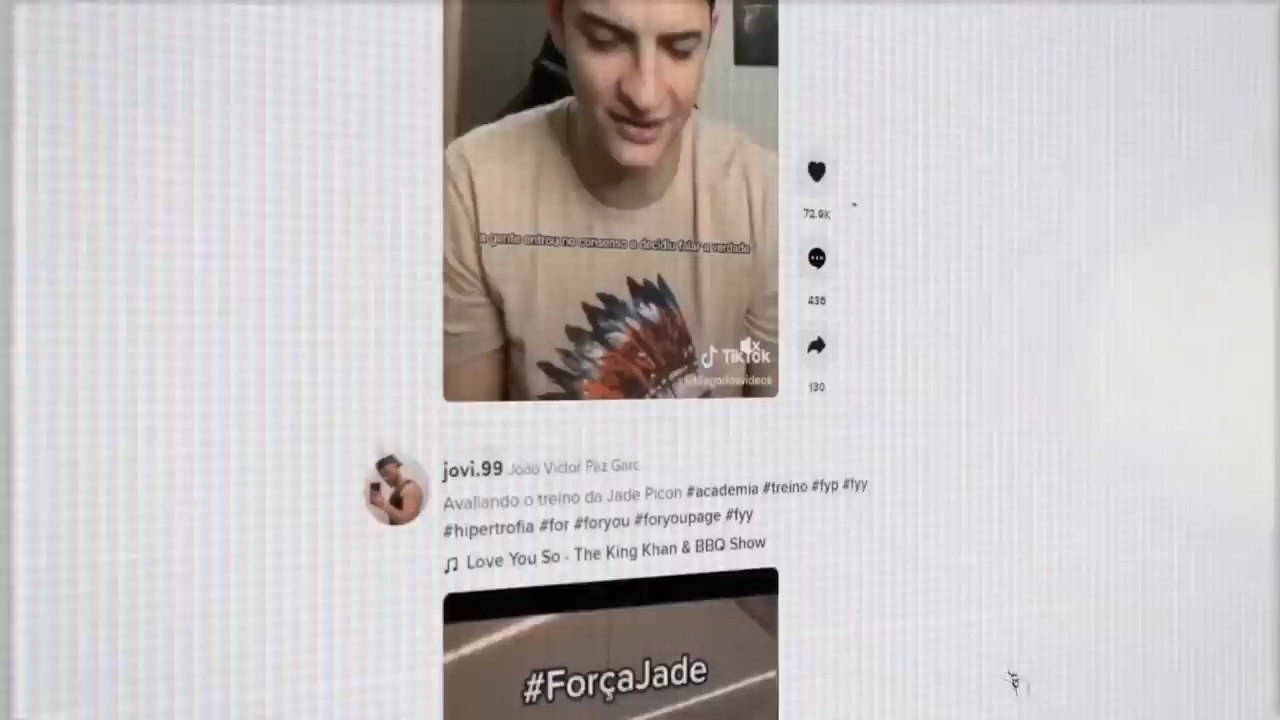 a gente entrou no consenso e decidiu falar a verdade
72.9K
436
TikTok
130
jovi.99 João Victor Paz Garc
Avaliando o treino da Jade Picon #academia #treino #fyp #fyy
#hipertrofia #for #foryou #foryoupage #fyy
Love You So - The King Khan & BBQ Show
#ForçaJade